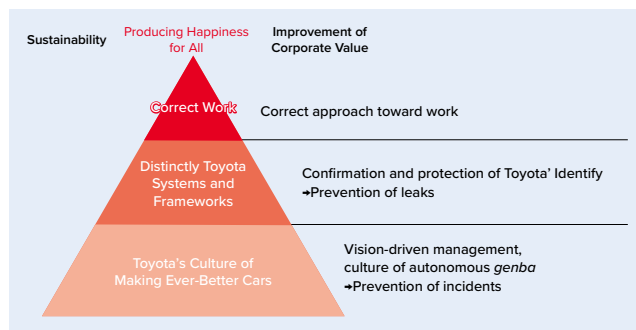 Sustainability
Producing Happiness
for All
Improvement of
Corporate Value
Correct Work
Correct approach toward work
Distinctly Toyota
Systems and
Frameworks
Confirmation and protection of Toyota' Identify
➔Prevention of leaks
Toyota's Culture of
Making Ever-Better Cars
Vision-driven management,
culture of autonomous genba
➔Prevention of incidents